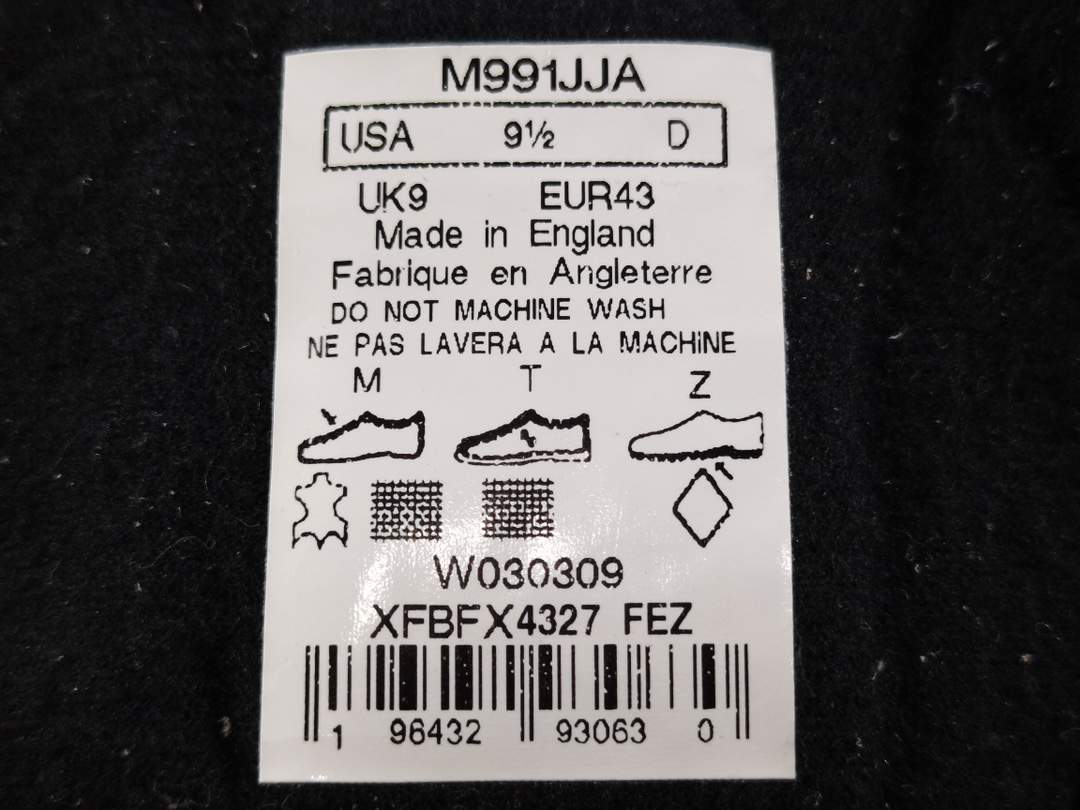 M991JJA
USA 9½ D
UK9 EUR43
Made in England
Fabrique en Angleterre
DO NOT MACHINE WASH
NE PAS LAVERA A LA MACHINE
M T Z
W030309
XFBFX4327 FEZ
1 96432 93063 0